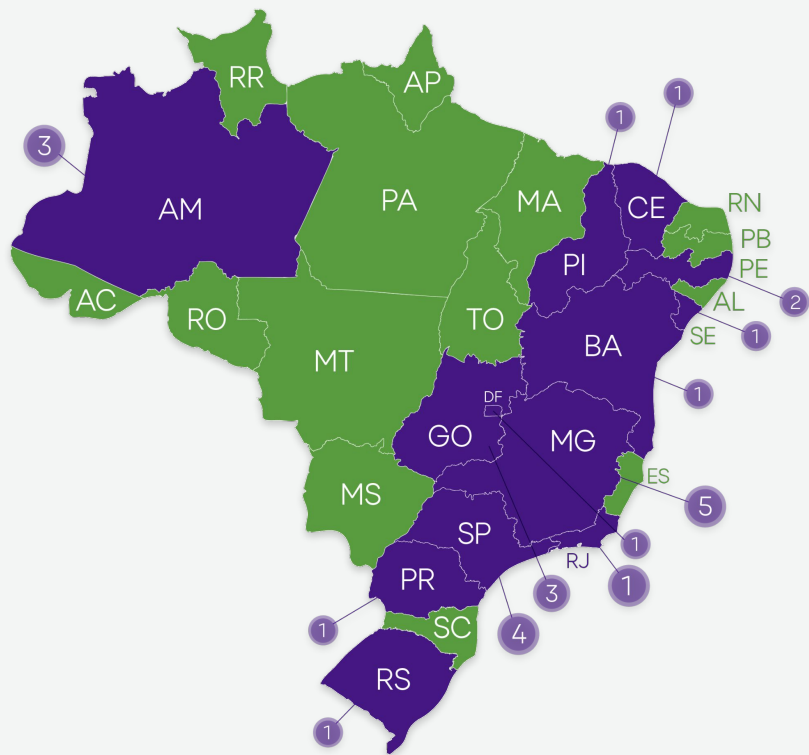 RR
AP
1
1
3
AM
PA
MA
CE
RN
PI
PB
PE
AC
RO
TO
AL
2
SE
1
MT
BA
DF
1
GO
MG
MS
ES
5
SP
1
RJ
PR
3
1
1
SC
4
RS
1